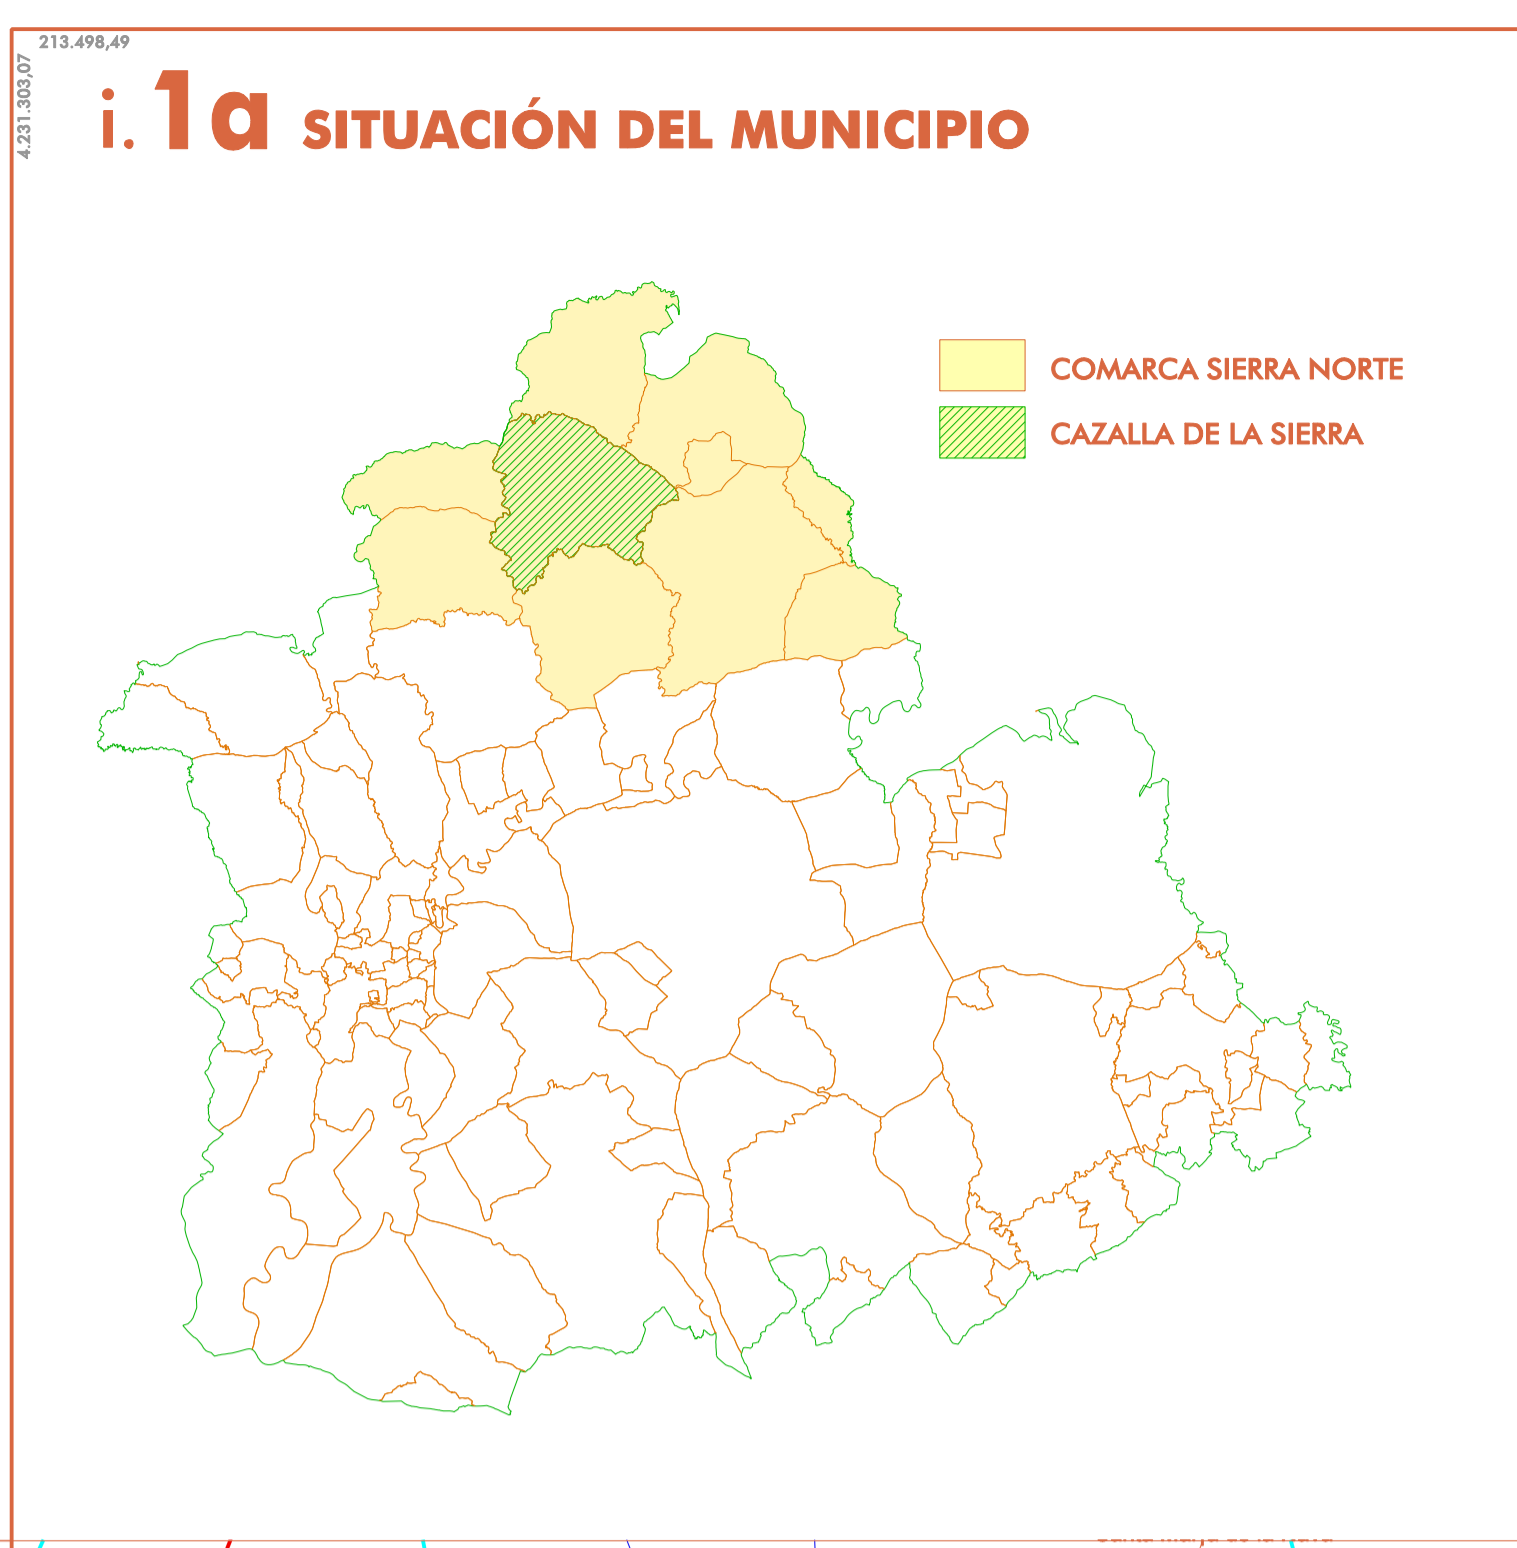 213.498,49
4.231.303,07
i.1a SITUACIÓN DEL MUNICIPIO
COMARCA SIERRA NORTE
CAZALLA DE LA SIERRA